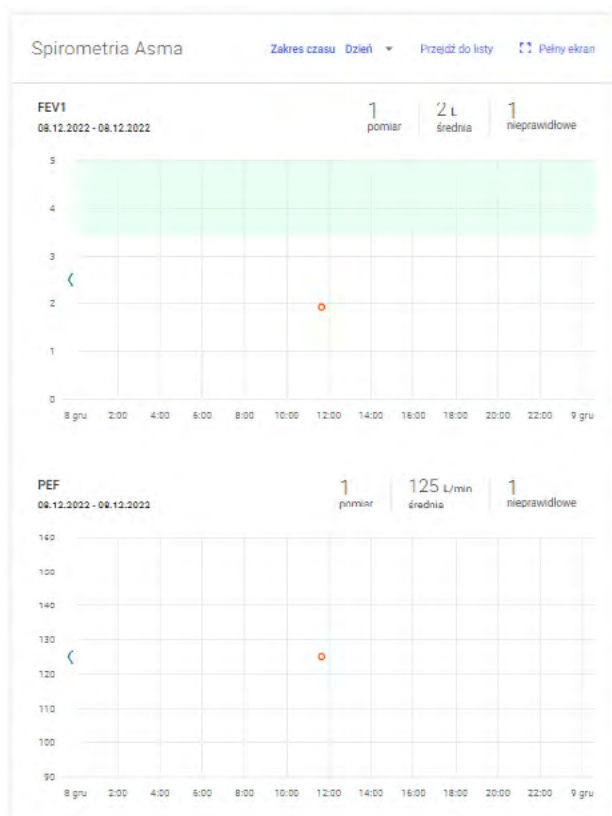 Spirometria Asma
Zakres czasu Dzień Przejdź do listy Pełny ekran
FEV1 1 2 L 1
08.12.2022 - 08.12.2022 pomiar średnia nieprawidłowe
5
4
3
2
1
0
8 gru 2:00 4:00 6:00 8:00 10:00 12:00 14:00 16:00 18:00 20:00 22:00 9 gru
PEF 1 125 L/min 1
08.12.2022 - 08.12.2022 pomiar średnia nieprawidłowe
160
150
140
130
120
110
100
90
8 gru 2:00 4:00 6:00 8:00 10:00 12:00 14:00 16:00 18:00 20:00 22:00 9 gru